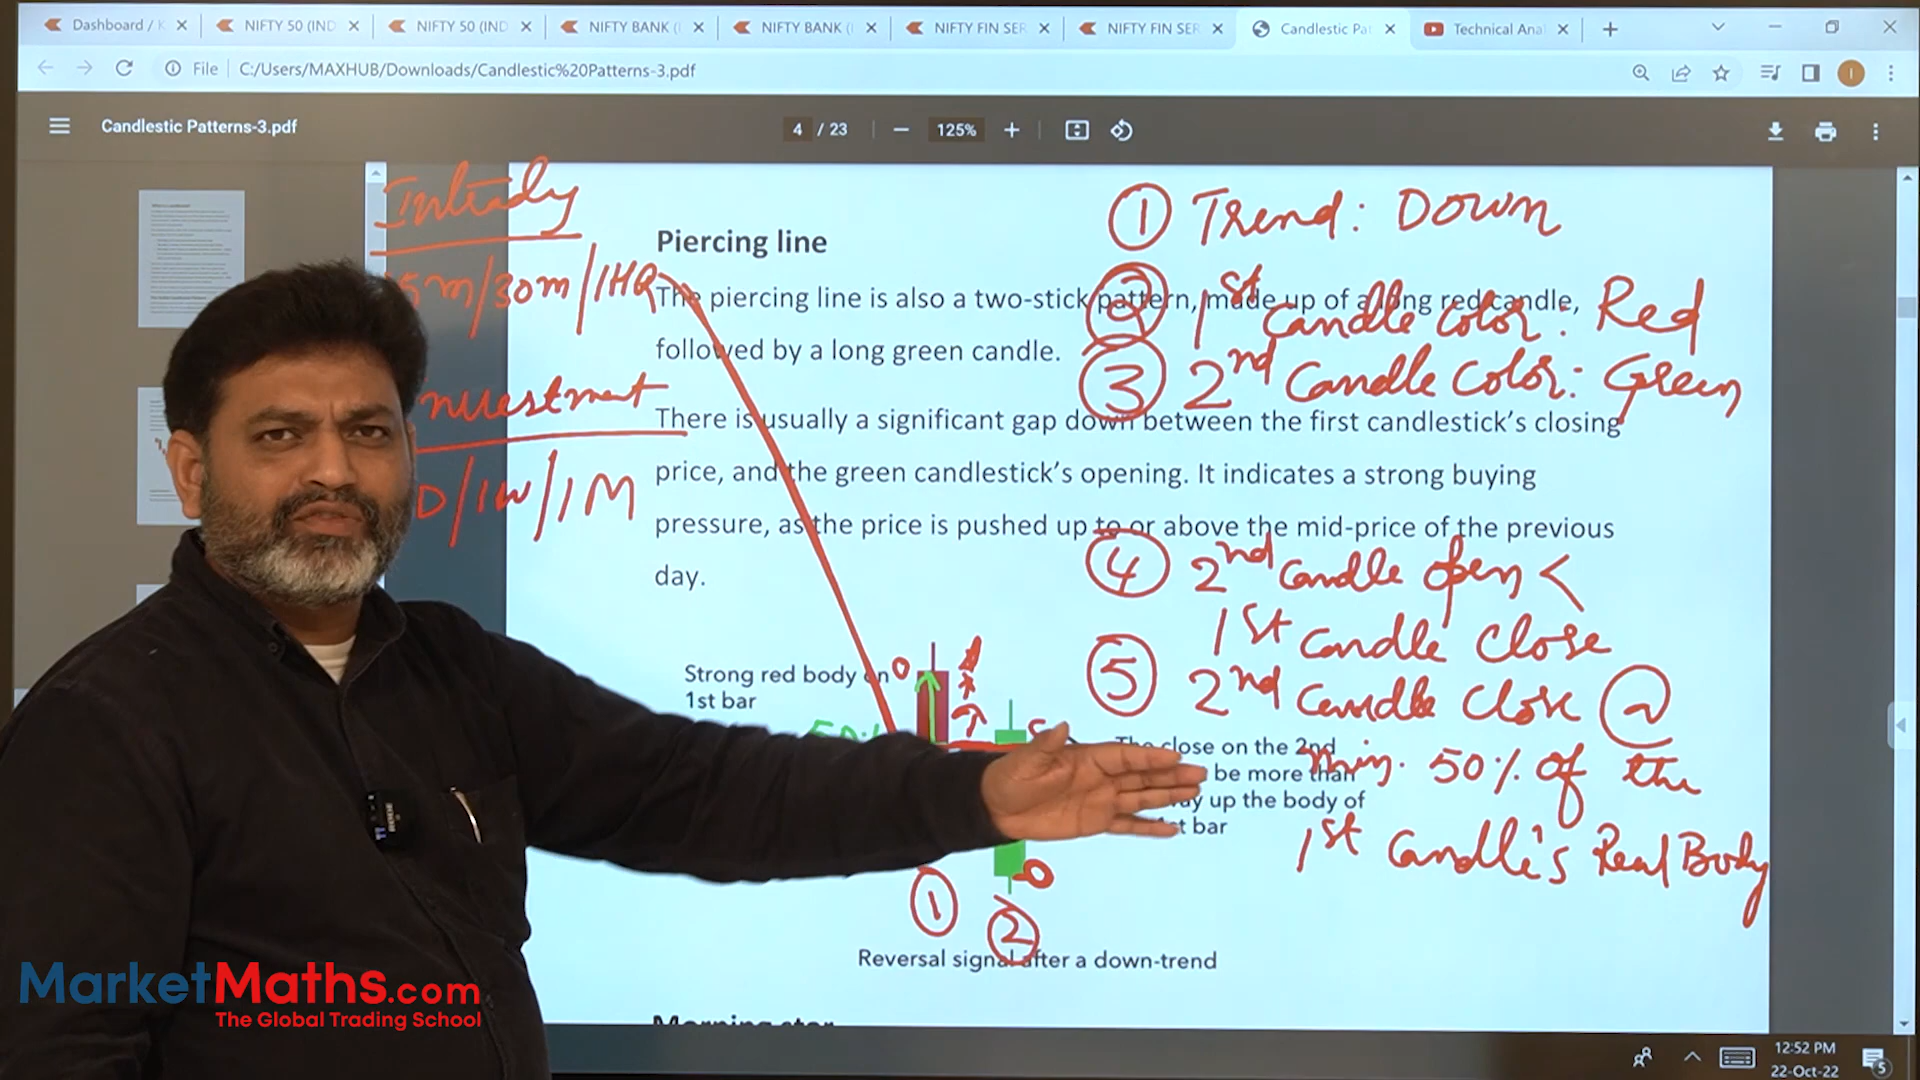 Dashboard / K
NIFTY 50 (IND
NIFTY 50 (IND
NIFTY BANK (
NIFTY BANK (
NIFTY FIN SER
NIFTY FIN SER
Candlestic Pat
Technical Ana
File C:/Users/MAXHUB/Downloads/Candlestic%20Patterns-3.pdf
Candlestic Patterns-3.pdf
4 / 23
125%
Intraday
5m/30m/1HR
nvestment
D/1W/1M
Piercing line
The piercing line is also a two-stick pattern, made up of a long red candle,
followed by a long green candle.
There is usually a significant gap down between the first candlestick's closing
price, and the green candlestick's opening. It indicates a strong buying
pressure, as the price is pushed up to or above the mid-price of the previous
day.
① Trend: Down
② 1st Candle Color: Red
③ 2nd Candle Color: Green
④ 2nd Candle Open <
1st Candle Close
⑤ 2nd Candle Close @
min. 50% of the
1st Candle's Real Body
Strong red body on
1st bar
O
50%
The close on the 2nd
be more than
up the body of
bar
O
①
②
Reversal signal after a down-trend
Morning star
MarketMaths.com
The Global Trading School
BOOE
12:52 PM
22-Oct-22
5